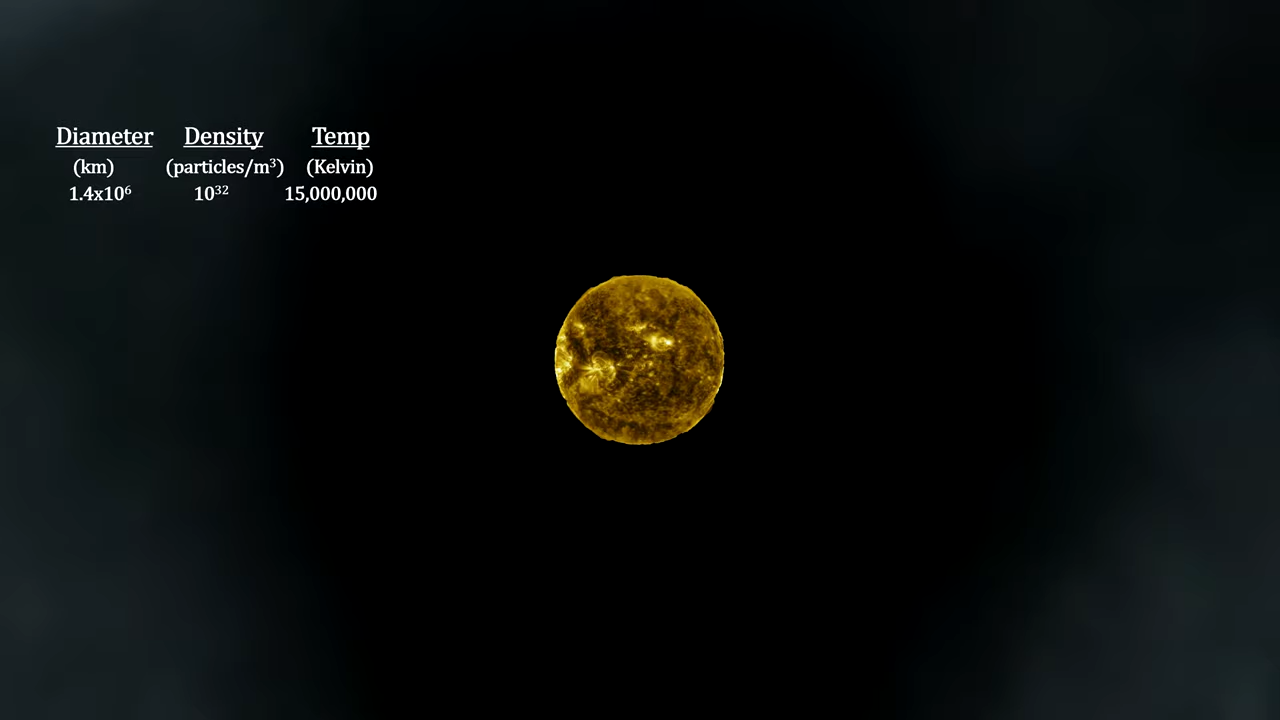 Diameter Density Temp
(km) (particles/m³) (Kelvin)
1.4x10⁶ 10³² 15,000,000